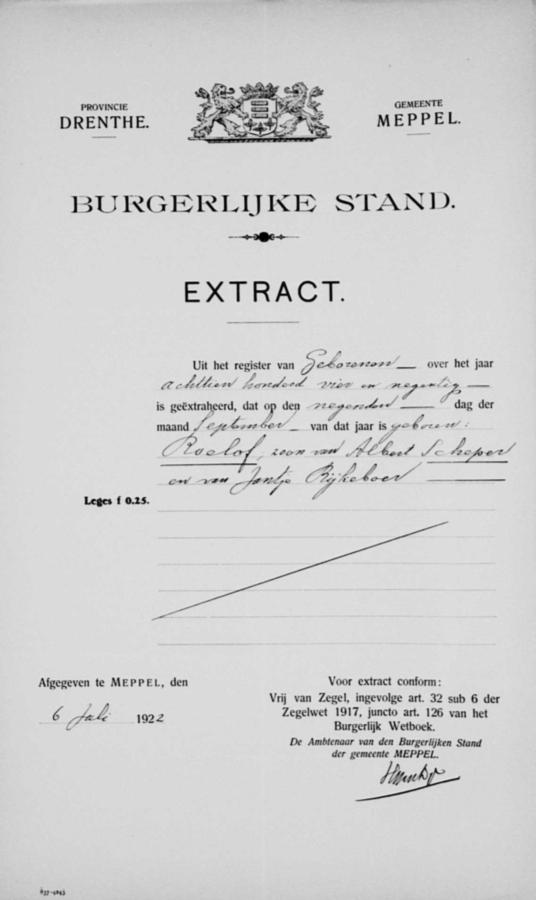 PROVINCIE
DRENTHE.
GEMEENTE
MEPPEL.
BURGERLIJKE STAND.
EXTRACT.
Uit het register van Geborenen over het jaar
achttien honderd vier en negentig
is geëxtraheerd, dat op den negenden dag der
maand September van dat jaar is geboren:
Roelof, zoon van Albert Scheper
en van Jantje Rijkeboer
Leges f 0.25.
Afgegeven te MEPPEL, den
6 Juli 1922
Voor extract conform:
Vrij van Zegel, ingevolge art. 32 sub 6 der
Zegelwet 1917, juncto art. 126 van het
Burgerlijk Wetboek.
De Ambtenaar van den Burgerlijken Stand
der gemeente MEPPEL.